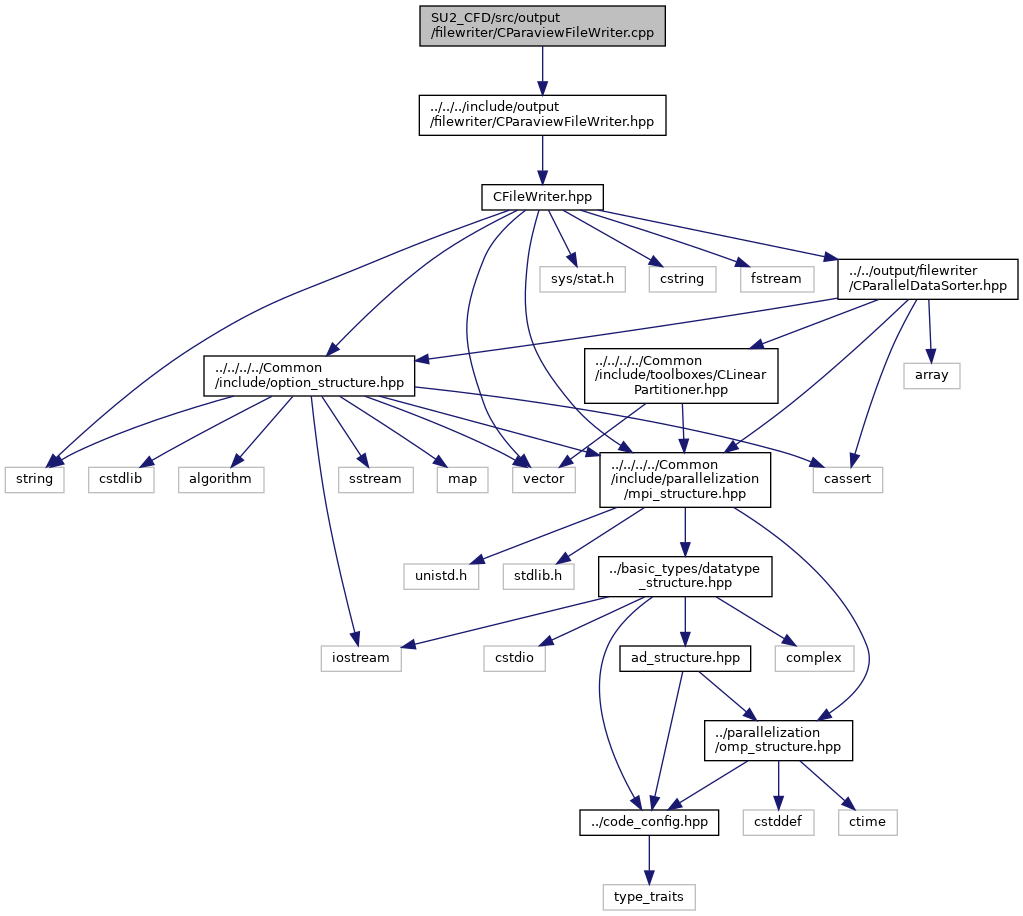 SU2_CFD/src/output
/filewriter/CParaviewFileWriter.cpp
../../../include/output
/filewriter/CParaviewFileWriter.hpp
CFileWriter.hpp
sys/stat.h
cstring
fstream
../../output/filewriter
/CParallelDataSorter.hpp
../../../../Common
/include/option_structure.hpp
../../../../Common
/include/toolboxes/CLinear
Partitioner.hpp
array
string
cstdlib
algorithm
sstream
map
vector
../../../../Common
/include/parallelization
/mpi_structure.hpp
cassert
unistd.h
stdlib.h
../basic_types/datatype
_structure.hpp
iostream
cstdio
ad_structure.hpp
complex
../parallelization
/omp_structure.hpp
../code_config.hpp
cstddef
ctime
type_traits